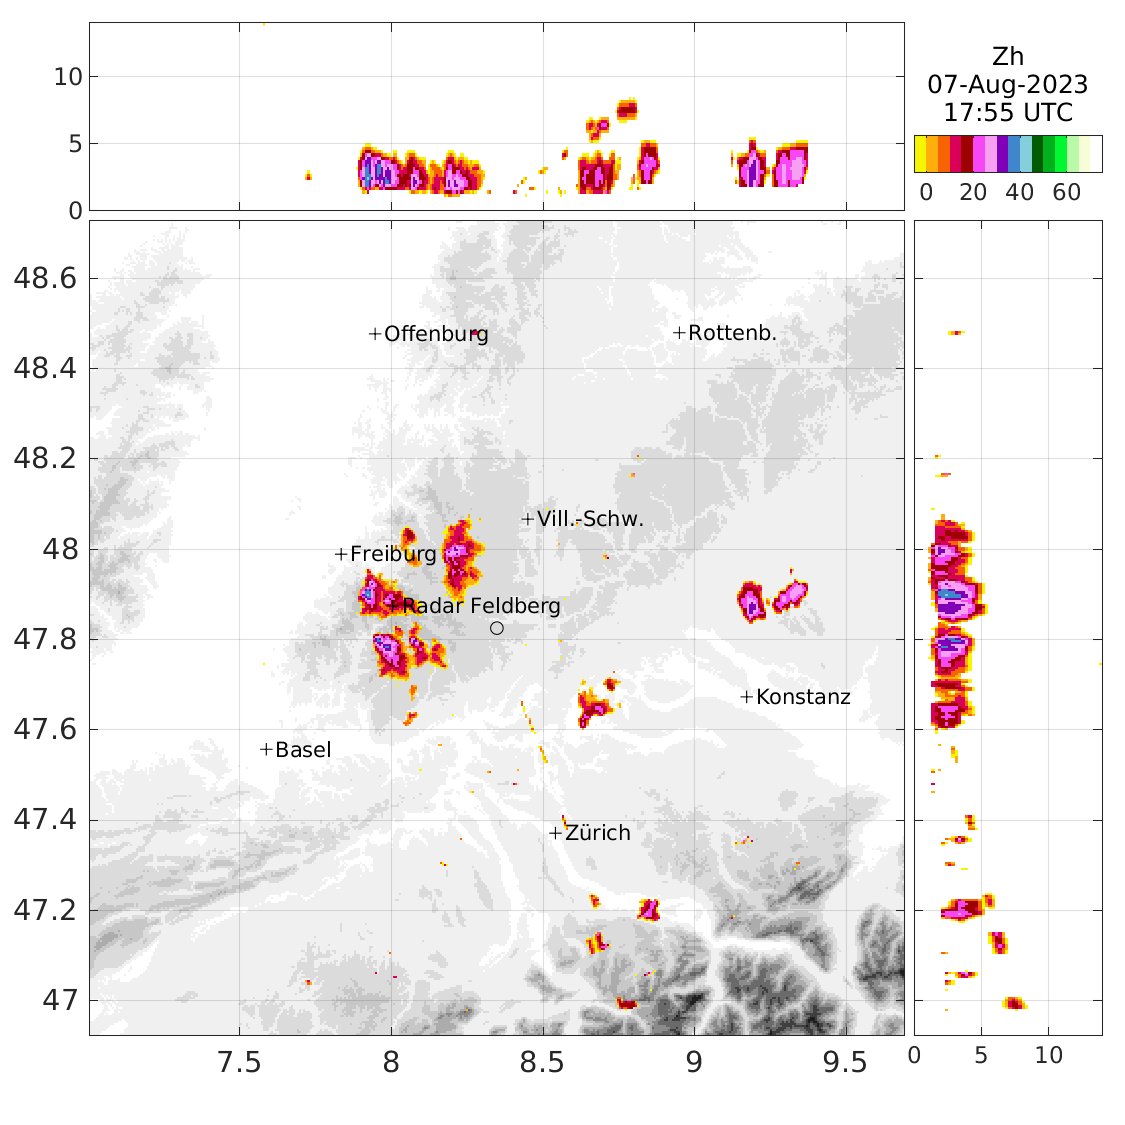 Zh
07-Aug-2023
17:55 UTC
0 20 40 60
10
5
0
48.6
48.4
48.2
48
47.8
47.6
47.4
47.2
47
Offenburg
Rottenb.
Vill.-Schw.
Freiburg
Radar Feldberg
Konstanz
Basel
Zürich
7.5 8 8.5 9 9.5
0 5 10